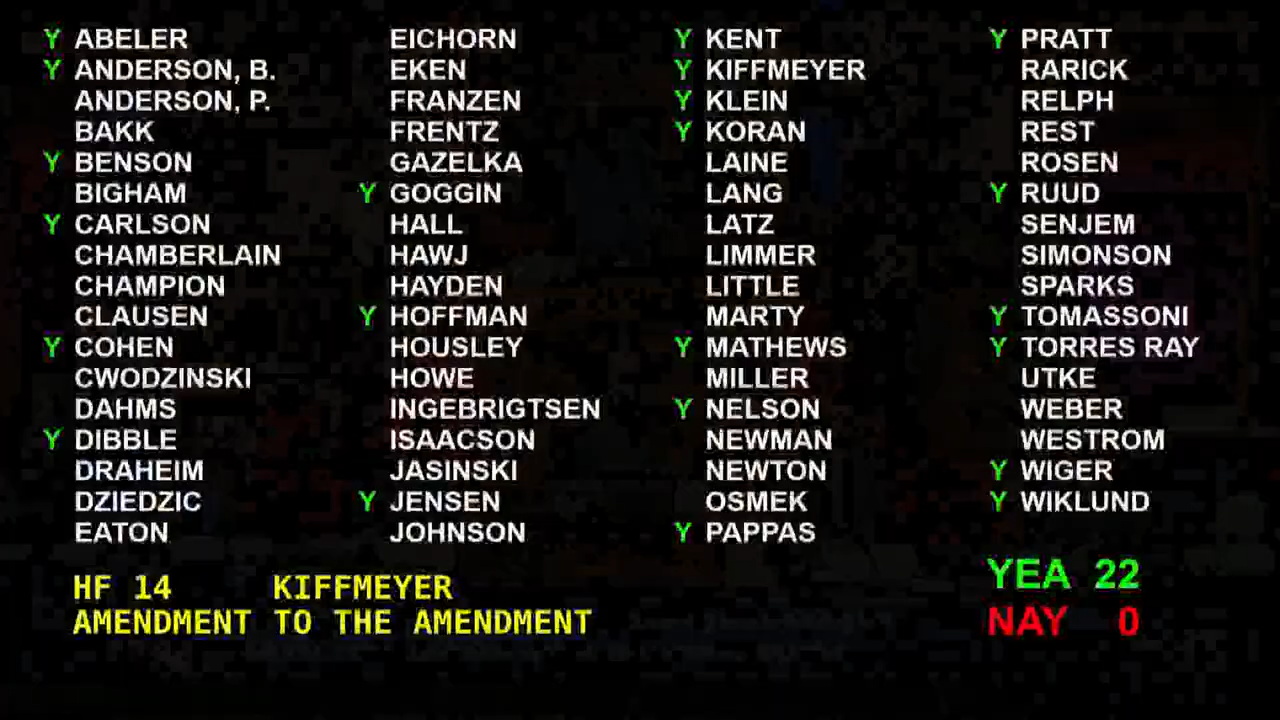 Y ABELER
Y ANDERSON, B.
ANDERSON, P.
BAKK
Y BENSON
BIGHAM
Y CARLSON
CHAMBERLAIN
CHAMPION
CLAUSEN
Y COHEN
CWODZINSKI
DAHMS
Y DIBBLE
DRAHEIM
DZIEDZIC
EATON
EICHORN
EKEN
FRANZEN
FRENTZ
GAZELKA
Y GOGGIN
HALL
HAWJ
HAYDEN
Y HOFFMAN
HOUSLEY
HOWE
INGEBRIGTSEN
ISAACSON
JASINSKI
Y JENSEN
JOHNSON
Y KENT
Y KIFFMEYER
Y KLEIN
Y KORAN
LAINE
LANG
LATZ
LIMMER
LITTLE
MARTY
Y MATHEWS
MILLER
Y NELSON
NEWMAN
NEWTON
OSMEK
Y PAPPAS
Y PRATT
RARICK
RELPH
REST
ROSEN
Y RUUD
SENJEM
SIMONSON
SPARKS
Y TOMASSONI
Y TORRES RAY
UTKE
WEBER
WESTROM
Y WIGER
Y WIKLUND
HF 14 KIFFMEYER
AMENDMENT TO THE AMENDMENT
YEA 22
NAY 0